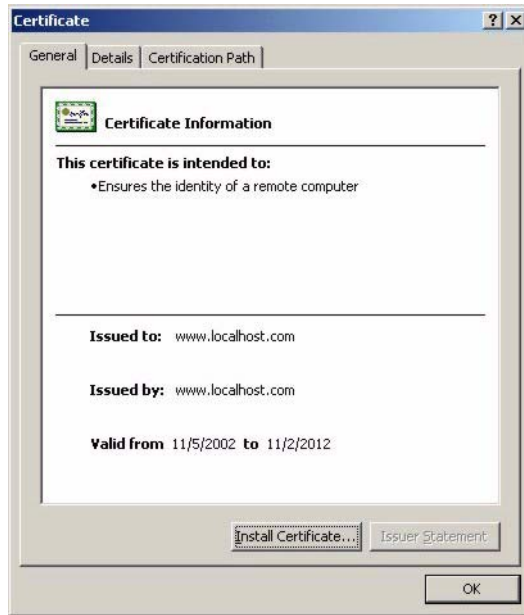 Certificate
General Details Certification Path
Certificate Information
This certificate is intended to:
•Ensures the identity of a remote computer
Issued to: www.localhost.com
Issued by: www.localhost.com
Valid from 11/5/2002 to 11/2/2012
Install Certificate... Issuer Statement
OK